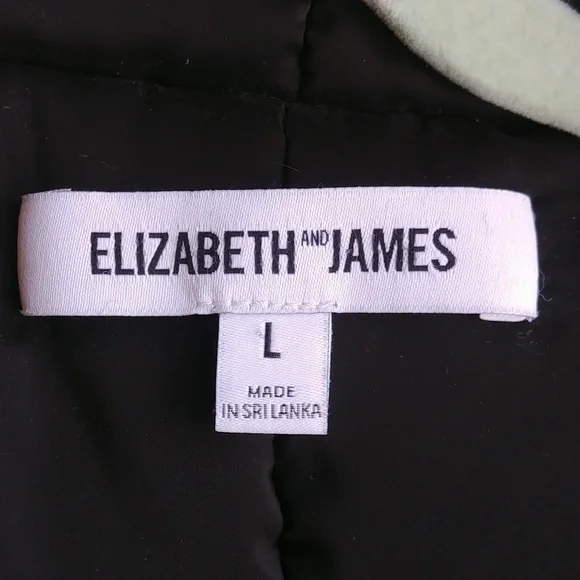 ELIZABETH AND JAMES
L
MADE
IN SRI LANKA